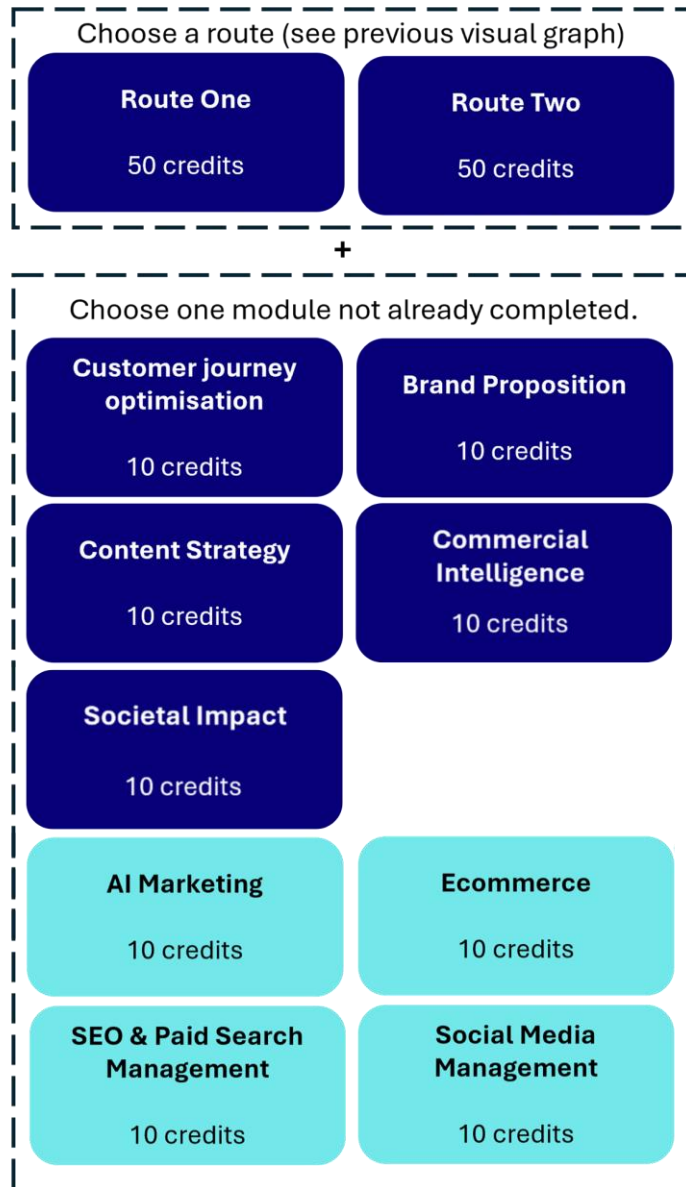 Choose a route (see previous visual graph)
Route One
50 credits
Route Two
50 credits
+
Choose one module not already completed.
Customer journey
optimisation
10 credits
Brand Proposition
10 credits
Content Strategy
10 credits
Commercial
Intelligence
10 credits
Societal Impact
10 credits
AI Marketing
10 credits
Ecommerce
10 credits
SEO & Paid Search
Management
10 credits
Social Media
Management
10 credits